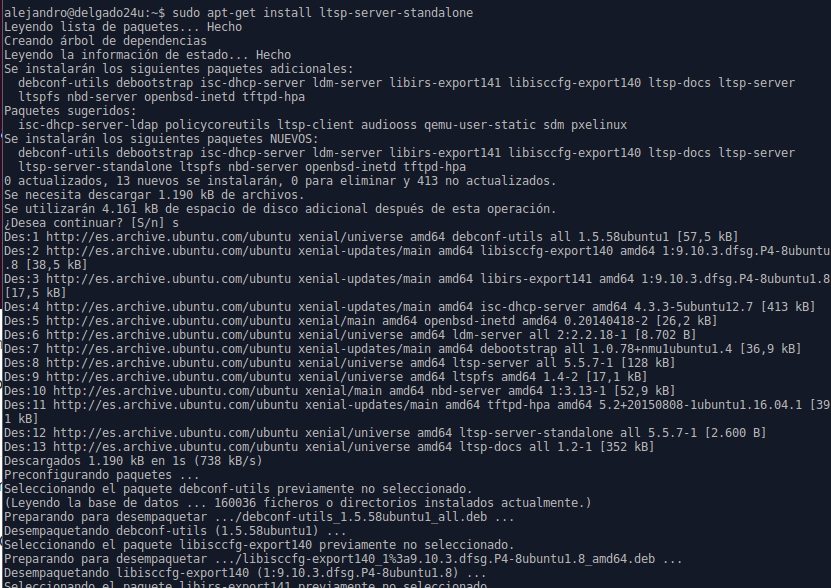 alejandro@delgado24u:~$ sudo apt-get install ltsp-server-standalone
Leyendo lista de paquetes... Hecho
Creando árbol de dependencias
Leyendo la información de estado... Hecho
Se instalarán los siguientes paquetes adicionales:
  debconf-utils debootstrap isc-dhcp-server ldm-server libirs-export141 libisccfg-export140 ltsp-docs ltsp-server
  ltspfs nbd-server openbsd-inetd tftpd-hpa
Paquetes sugeridos:
  isc-dhcp-server-ldap policycoreutils ltsp-client audiooss qemu-user-static sdm pxelinux
Se instalarán los siguientes paquetes NUEVOS:
  debconf-utils debootstrap isc-dhcp-server ldm-server libirs-export141 libisccfg-export140 ltsp-docs ltsp-server
  ltsp-server-standalone ltspfs nbd-server openbsd-inetd tftpd-hpa
0 actualizados, 13 nuevos se instalarán, 0 para eliminar y 413 no actualizados.
Se necesita descargar 1.190 kB de archivos.
Se utilizarán 4.161 kB de espacio de disco adicional después de esta operación.
¿Desea continuar? [S/n] s
Des:1 http://es.archive.ubuntu.com/ubuntu xenial/universe amd64 debconf-utils all 1.5.58ubuntu1 [57,5 kB]
Des:2 http://es.archive.ubuntu.com/ubuntu xenial-updates/main amd64 libisccfg-export140 amd64 1:9.10.3.dfsg.P4-8ubuntu1
.8 [38,5 kB]
Des:3 http://es.archive.ubuntu.com/ubuntu xenial-updates/main amd64 libirs-export141 amd64 1:9.10.3.dfsg.P4-8ubuntu1.8
[17,5 kB]
Des:4 http://es.archive.ubuntu.com/ubuntu xenial-updates/main amd64 isc-dhcp-server amd64 4.3.3-5ubuntu12.7 [413 kB]
Des:5 http://es.archive.ubuntu.com/ubuntu xenial/main amd64 openbsd-inetd amd64 0.20140418-2 [26,2 kB]
Des:6 http://es.archive.ubuntu.com/ubuntu xenial/universe amd64 ldm-server all 2:2.2.18-1 [8.702 B]
Des:7 http://es.archive.ubuntu.com/ubuntu xenial-updates/main amd64 debootstrap all 1.0.78+nmu1ubuntu1.4 [36,9 kB]
Des:8 http://es.archive.ubuntu.com/ubuntu xenial/universe amd64 ltsp-server all 5.5.7-1 [128 kB]
Des:9 http://es.archive.ubuntu.com/ubuntu xenial/universe amd64 ltspfs amd64 1.4-2 [17,1 kB]
Des:10 http://es.archive.ubuntu.com/ubuntu xenial/main amd64 nbd-server amd64 1:3.13-1 [52,9 kB]
Des:11 http://es.archive.ubuntu.com/ubuntu xenial-updates/main amd64 tftpd-hpa amd64 5.2+20150808-1ubuntu1.16.04.1 [39,
1 kB]
Des:12 http://es.archive.ubuntu.com/ubuntu xenial/universe amd64 ltsp-server-standalone all 5.5.7-1 [2.600 B]
Des:13 http://es.archive.ubuntu.com/ubuntu xenial/universe amd64 ltsp-docs all 1.2-1 [352 kB]
Descargados 1.190 kB en 1s (738 kB/s)
Preconfigurando paquetes ...
Seleccionando el paquete debconf-utils previamente no seleccionado.
(Leyendo la base de datos ... 160036 ficheros o directorios instalados actualmente.)
Preparando para desempaquetar .../debconf-utils_1.5.58ubuntu1_all.deb ...
Desempaquetando debconf-utils (1.5.58ubuntu1) ...
Seleccionando el paquete libisccfg-export140 previamente no seleccionado.
Preparando para desempaquetar .../libisccfg-export140_1%3a9.10.3.dfsg.P4-8ubuntu1.8_amd64.deb ...
Desempaquetando libisccfg-export140 (1:9.10.3.dfsg.P4-8ubuntu1.8) ...
Seleccionando el paquete libirs-export141 previamente no seleccionado.